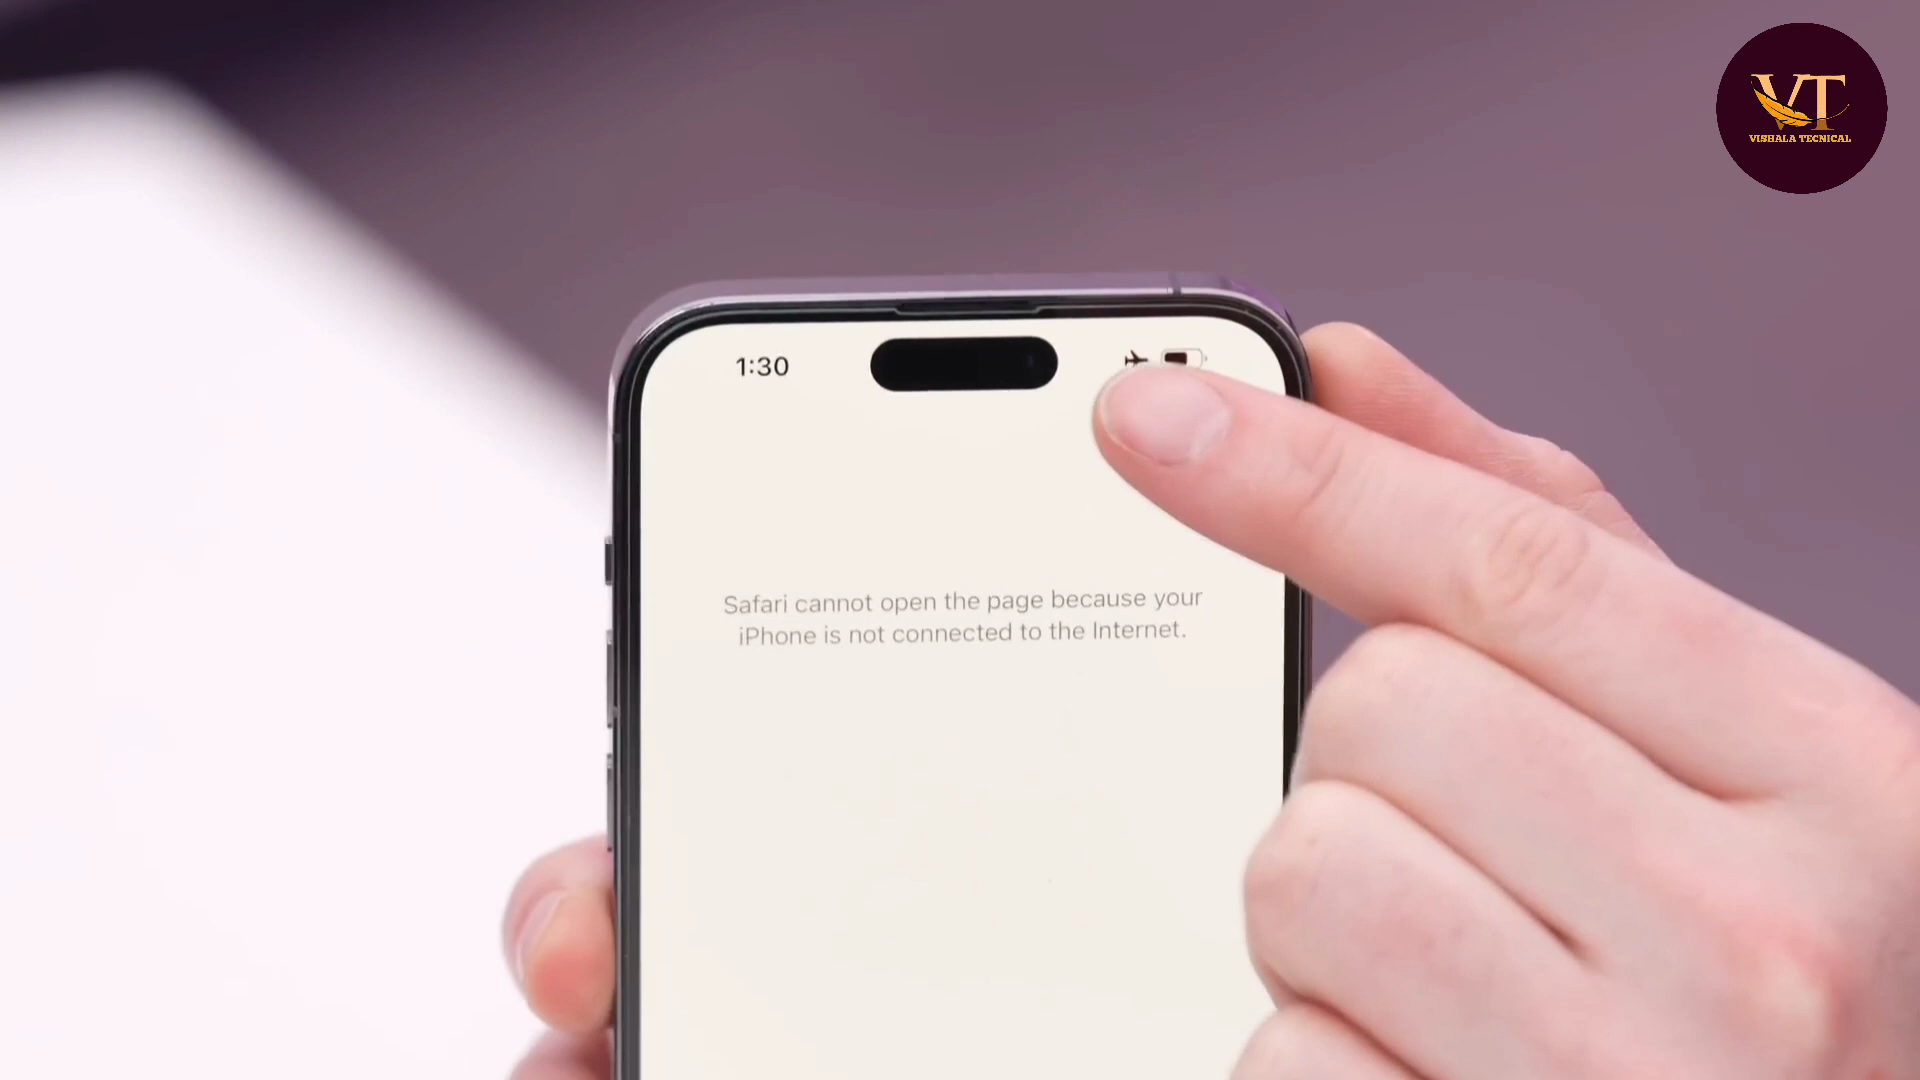 VT
VISHALA TECNICAL
1:30
Safari cannot open the page because your
iPhone is not connected to the Internet.